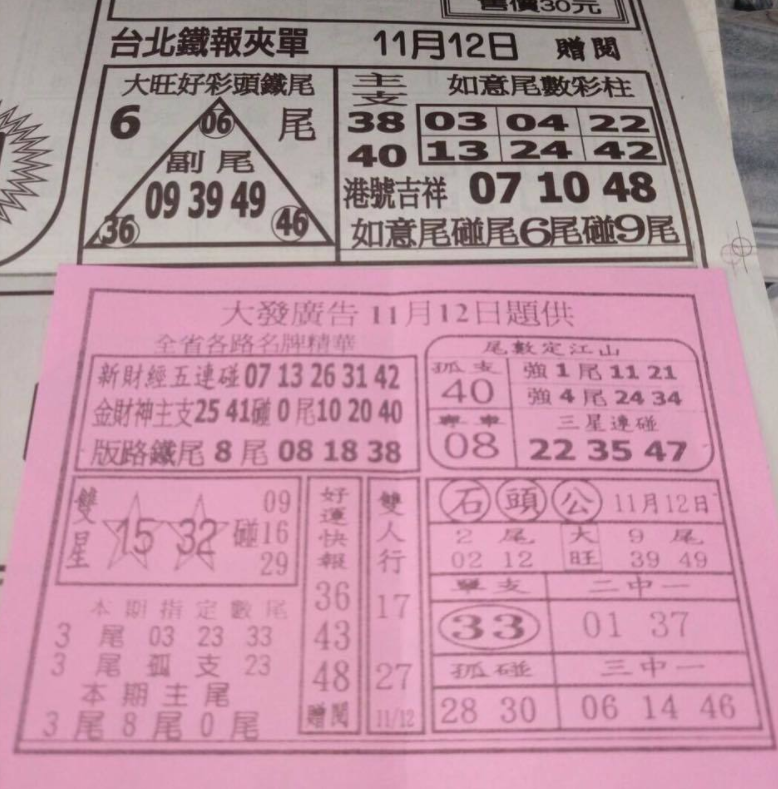 售價30元
台北鐵報夾單 11月12日 贈閱
大旺好彩頭鐵尾
6 06 尾
副尾
09 39 49
36 46
主支 如意尾數彩柱
38 03 04 22
40 13 24 42
港號吉祥 07 10 48
如意尾碰尾6尾碰9尾
大發廣告11月12日題供
全省各路名牌精華
新財經五連碰 07 13 26 31 42
金財神主支 25 41 碰 0 尾 10 20 40
版路鐵尾 8 尾 08 18 38
尾數定江山
孤支 強 1 尾 11 21
40 強 4 尾 24 34
三星連碰
08 22 35 47
雙星 15 32 碰 09 16 29
本期指定數尾
3 尾 03 23 33
3 尾 孤支 23
本期主尾
3 尾 8 尾 0 尾
好運快報
36
43
48
贈閱
雙人行
17
27
11/12
石頭公 11月12日
2 尾 大旺 9 尾
02 12 39 49
單支 二中一
33 01 37
孤碰 三中一
28 30 06 14 46